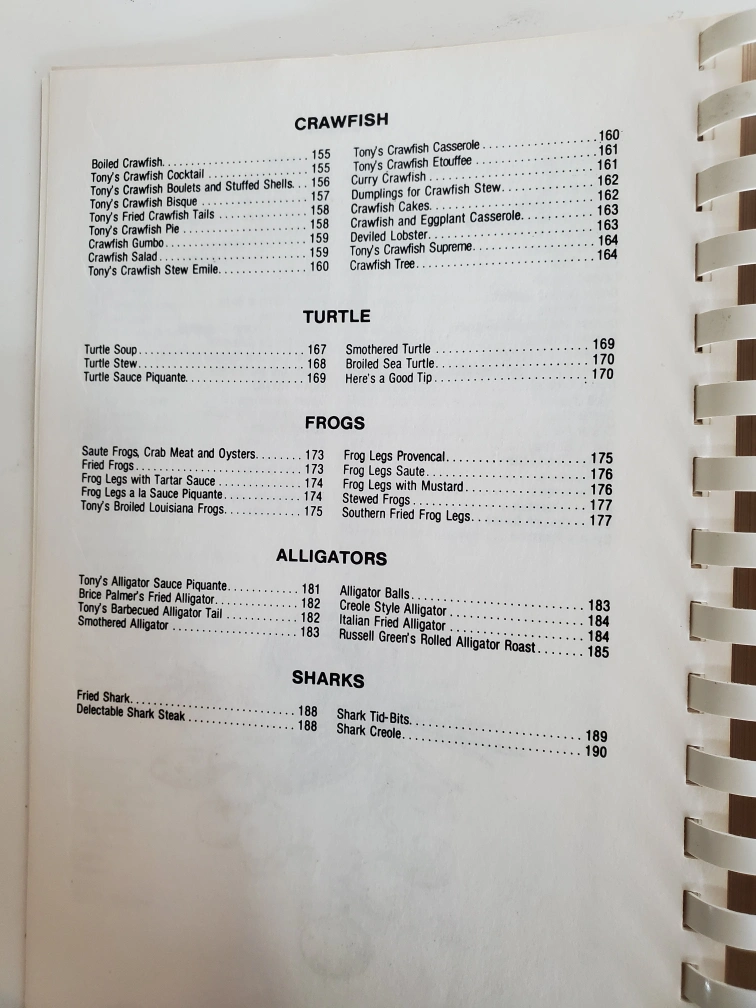 CRAWFISH
Boiled Crawfish. . . . . . . . . . . . . . . . . . . . . 155
Tony's Crawfish Cocktail . . . . . . . . . . . . . . . 155
Tony's Crawfish Boulets and Stuffed Shells. . . 156
Tony's Crawfish Bisque . . . . . . . . . . . . . . . . 157
Tony's Fried Crawfish Tails . . . . . . . . . . . . . 158
Tony's Crawfish Pie . . . . . . . . . . . . . . . . . . 158
Crawfish Gumbo . . . . . . . . . . . . . . . . . . . . . 159
Crawfish Salad . . . . . . . . . . . . . . . . . . . . . . 159
Tony's Crawfish Stew Emile. . . . . . . . . . . . . 160
Tony's Crawfish Casserole . . . . . . . . . . . . . . 160
Tony's Crawfish Etouffee . . . . . . . . . . . . . . . 161
Curry Crawfish . . . . . . . . . . . . . . . . . . . . . . 161
Dumplings for Crawfish Stew. . . . . . . . . . . . 162
Crawfish Cakes. . . . . . . . . . . . . . . . . . . . . . 162
Crawfish and Eggplant Casserole. . . . . . . . . . 163
Deviled Lobster. . . . . . . . . . . . . . . . . . . . . . 163
Tony's Crawfish Supreme. . . . . . . . . . . . . . . 164
Crawfish Tree. . . . . . . . . . . . . . . . . . . . . . . 164
TURTLE
Turtle Soup . . . . . . . . . . . . . . . . . . . . . . . . 167
Turtle Stew. . . . . . . . . . . . . . . . . . . . . . . . . 168
Turtle Sauce Piquante. . . . . . . . . . . . . . . . . 169
Smothered Turtle . . . . . . . . . . . . . . . . . . . . 169
Broiled Sea Turtle. . . . . . . . . . . . . . . . . . . . 170
Here's a Good Tip . . . . . . . . . . . . . . . . . . . . 170
FROGS
Saute Frogs, Crab Meat and Oysters. . . . . . . . 173
Fried Frogs . . . . . . . . . . . . . . . . . . . . . . . . . 173
Frog Legs with Tartar Sauce . . . . . . . . . . . . . 174
Frog Legs a la Sauce Piquante . . . . . . . . . . . . 174
Tony's Broiled Louisiana Frogs. . . . . . . . . . . 175
Frog Legs Provencal. . . . . . . . . . . . . . . . . . . 175
Frog Legs Saute. . . . . . . . . . . . . . . . . . . . . . 176
Frog Legs with Mustard . . . . . . . . . . . . . . . . 176
Stewed Frogs . . . . . . . . . . . . . . . . . . . . . . . 177
Southern Fried Frog Legs. . . . . . . . . . . . . . . 177
ALLIGATORS
Tony's Alligator Sauce Piquante. . . . . . . . . . . 181
Brice Palmer's Fried Alligator. . . . . . . . . . . . 182
Tony's Barbecued Alligator Tail . . . . . . . . . . 182
Smothered Alligator . . . . . . . . . . . . . . . . . . 183
Alligator Balls. . . . . . . . . . . . . . . . . . . . . . . 183
Creole Style Alligator . . . . . . . . . . . . . . . . . 184
Italian Fried Alligator . . . . . . . . . . . . . . . . . 184
Russell Green's Rolled Alligator Roast . . . . . . . 185
SHARKS
Fried Shark. . . . . . . . . . . . . . . . . . . . . . . . . 188
Delectable Shark Steak . . . . . . . . . . . . . . . . 188
Shark Tid-Bits. . . . . . . . . . . . . . . . . . . . . . . 189
Shark Creole. . . . . . . . . . . . . . . . . . . . . . . . 190